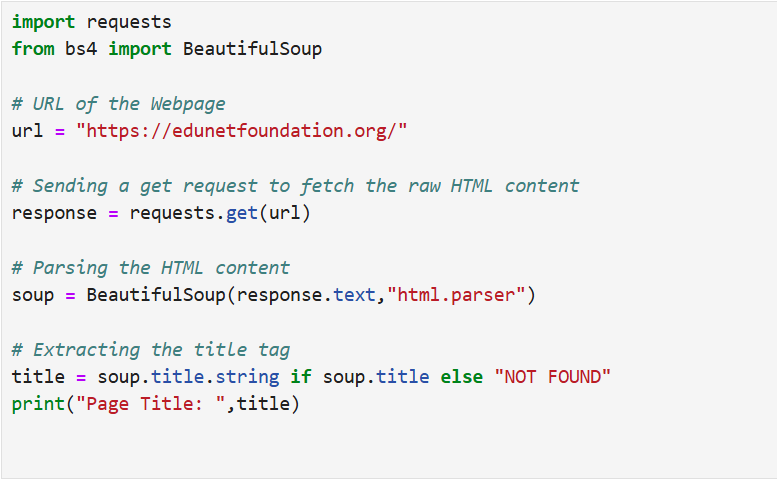 import requests
from bs4 import BeautifulSoup
# URL of the Webpage
url = "https://edunetfoundation.org/"
# Sending a get request to fetch the raw HTML content
response = requests.get(url)
# Parsing the HTML content
soup = BeautifulSoup(response.text,"html.parser")
# Extracting the title tag
title = soup.title.string if soup.title else "NOT FOUND"
print("Page Title: ",title)